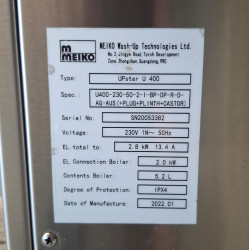 m
MEIKO
MEIKO Wash-Up Technologies Ltd.
No.3,Jingye Road,Torch Development
Zone,Zhongshan,Guangdong,PRC
Type: UPster U 400
Spec.: U400-230-50-2-I-BP-DP-R-D-
AQ-AUS(+PLUG+PLINTH+CASTOR)
Serial No: SN20053382
Voltage: 230V 1N~ 50Hz
EL.total to: 2.8 kW 13.4 A
EL.Connection Boiler: 2.0 kW
Contents Boiler: 5.2 L
Degree of Protection: IPX4
Date of Manufacture: 2022.01